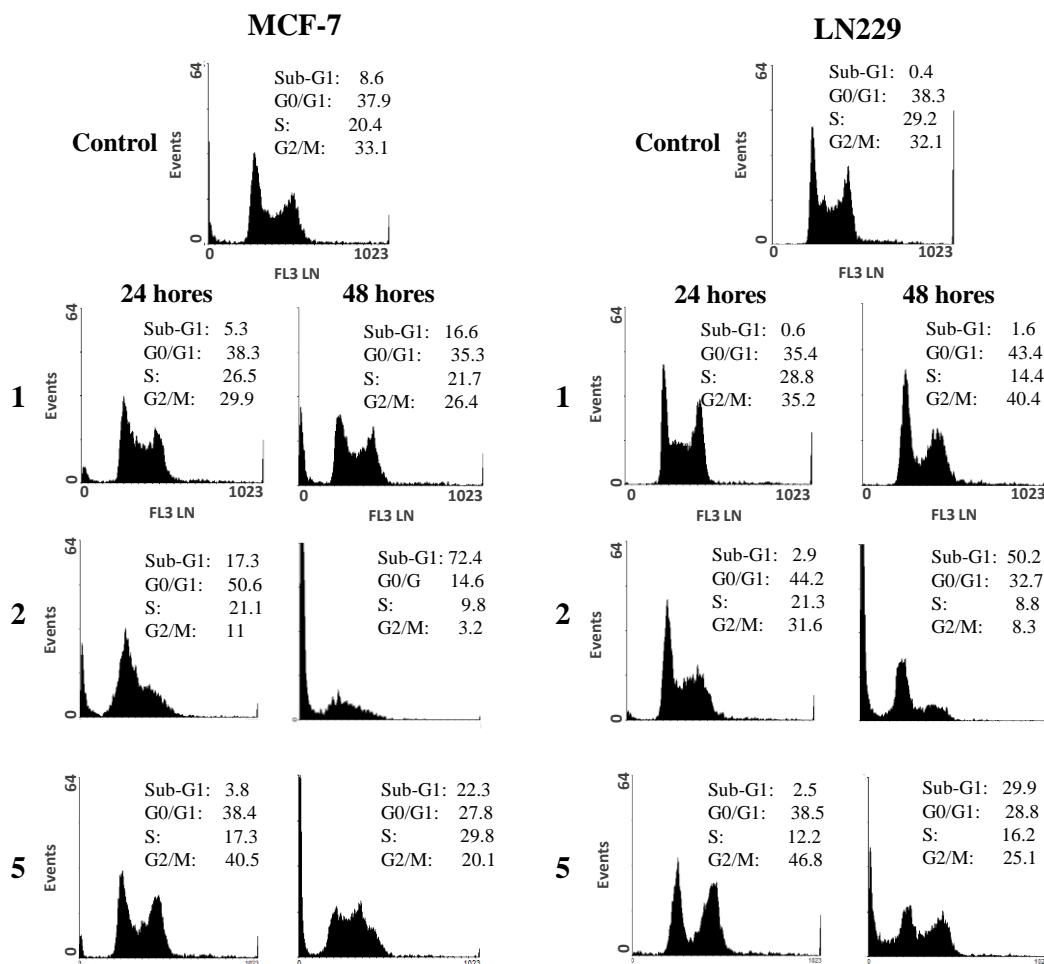 MCF-7
LN229
64
Sub-G1: 8.6
G0/G1: 37.9
S: 20.4
G2/M: 33.1
Control
Events
0
0
1023
FL3 LN
64
Sub-G1: 0.4
G0/G1: 38.3
S: 29.2
G2/M: 32.1
Control
Events
0
0
1023
FL3 LN
24 hores
48 hores
24 hores
48 hores
1
64
Events
0
Sub-G1: 5.3
G0/G1: 38.3
S: 26.5
G2/M: 29.9
0
1023
FL3 LN
Sub-G1: 16.6
G0/G1: 35.3
S: 21.7
G2/M: 26.4
0
1023
FL3 LN
1
64
Events
0
Sub-G1: 0.6
G0/G1: 35.4
S: 28.8
G2/M: 35.2
0
1023
FL3 LN
Sub-G1: 1.6
G0/G1: 43.4
S: 14.4
G2/M: 40.4
0
1023
FL3 LN
2
64
Events
0
Sub-G1: 17.3
G0/G1: 50.6
S: 21.1
G2/M: 11
Sub-G1: 72.4
G0/G 14.6
S: 9.8
G2/M: 3.2
0
2
64
Events
0
Sub-G1: 2.9
G0/G1: 44.2
S: 21.3
G2/M: 31.6
Sub-G1: 50.2
G0/G1: 32.7
S: 8.8
G2/M: 8.3
5
64
Events
0
Sub-G1: 3.8
G0/G1: 38.4
S: 17.3
G2/M: 40.5
Sub-G1: 22.3
G0/G1: 27.8
S: 29.8
G2/M: 20.1
5
64
Events
0
Sub-G1: 2.5
G0/G1: 38.5
S: 12.2
G2/M: 46.8
0
1023
Sub-G1: 29.9
G0/G1: 28.8
S: 16.2
G2/M: 25.1
0